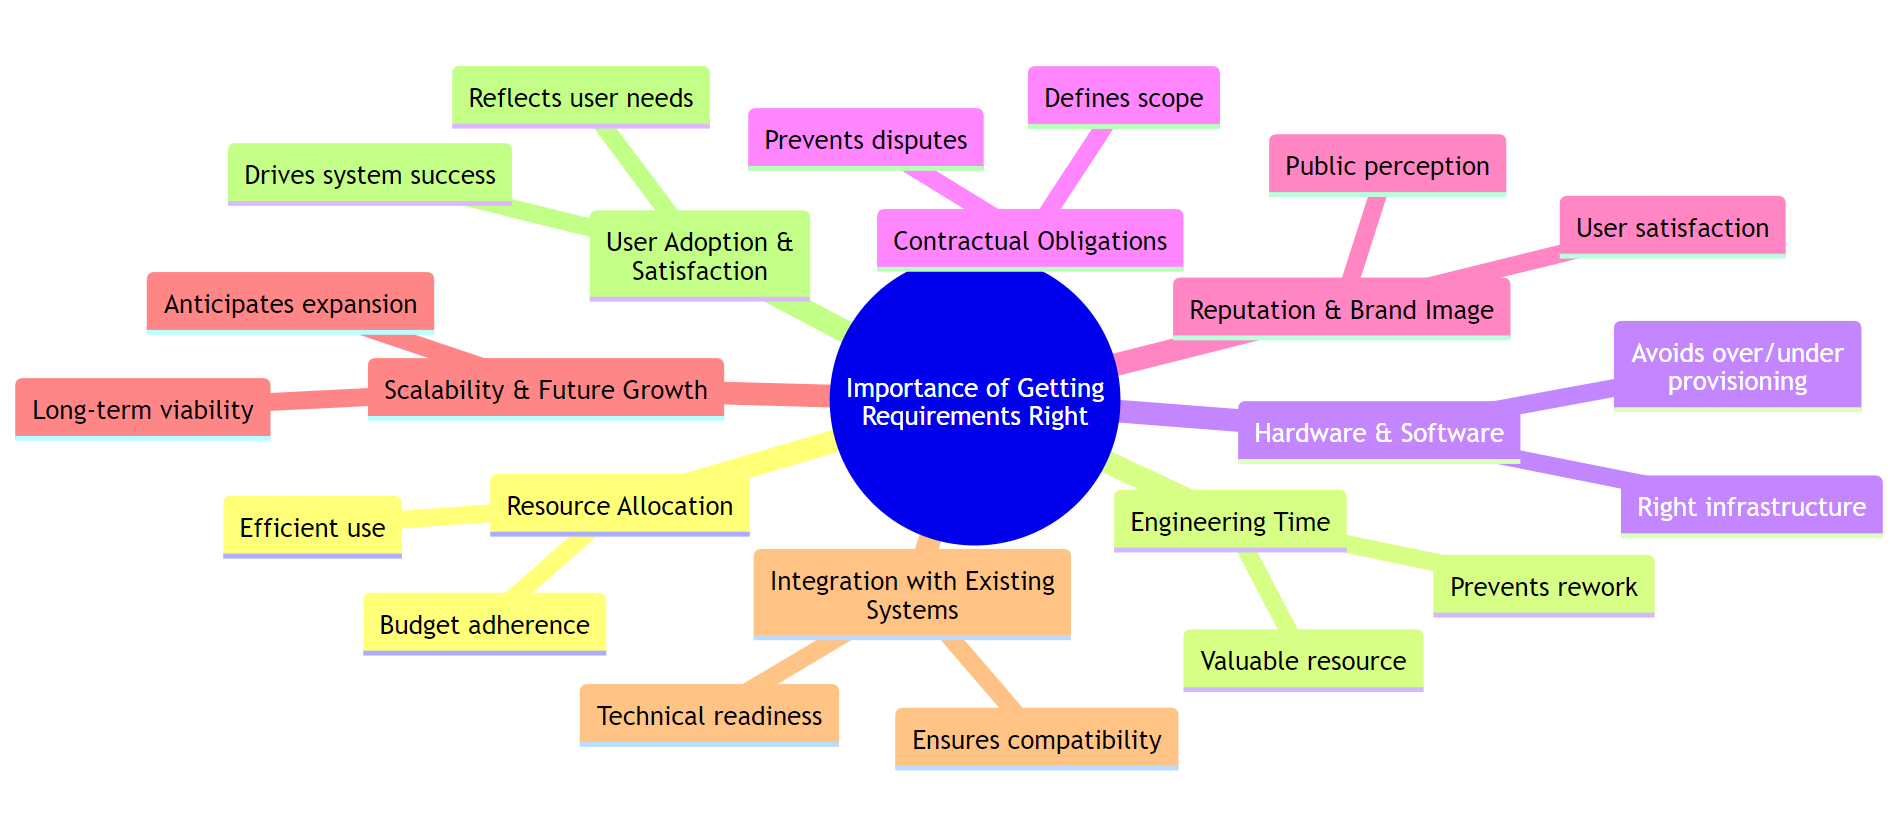 Reflects user needs
Defines scope
Prevents disputes
Public perception
Drives system success
User satisfaction
User Adoption &
Satisfaction
Contractual Obligations
Anticipates expansion
Reputation & Brand Image
Avoids over/under
provisioning
Scalability & Future Growth
Importance of Getting
Requirements Right
Long-term viability
Hardware & Software
Resource Allocation
Right infrastructure
Efficient use
Engineering Time
Integration with Existing
Systems
Prevents rework
Budget adherence
Valuable resource
Technical readiness
Ensures compatibility